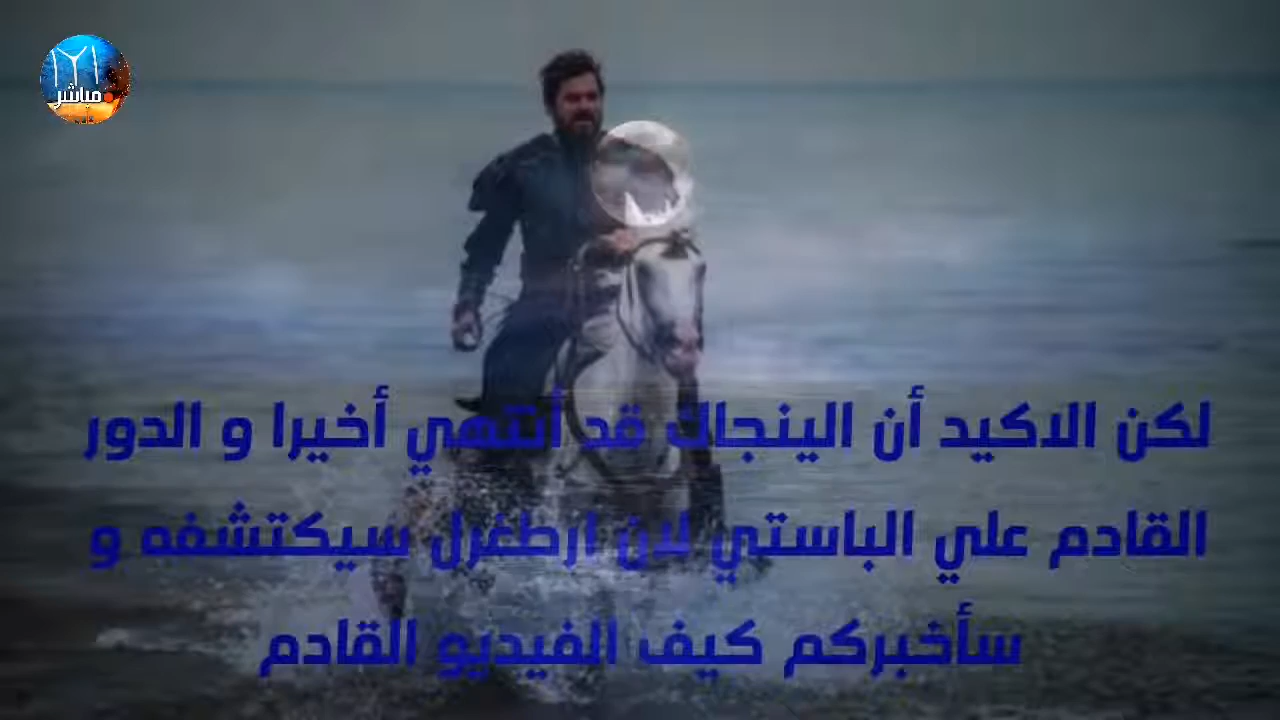 مباشر
لكن الاكيد أن الينجاك قد أنتهي أخيرا و الدور
القادم علي الباستي لان ارطغرل سيكتشفه و
سأخبركم كيف الفيديو القادم